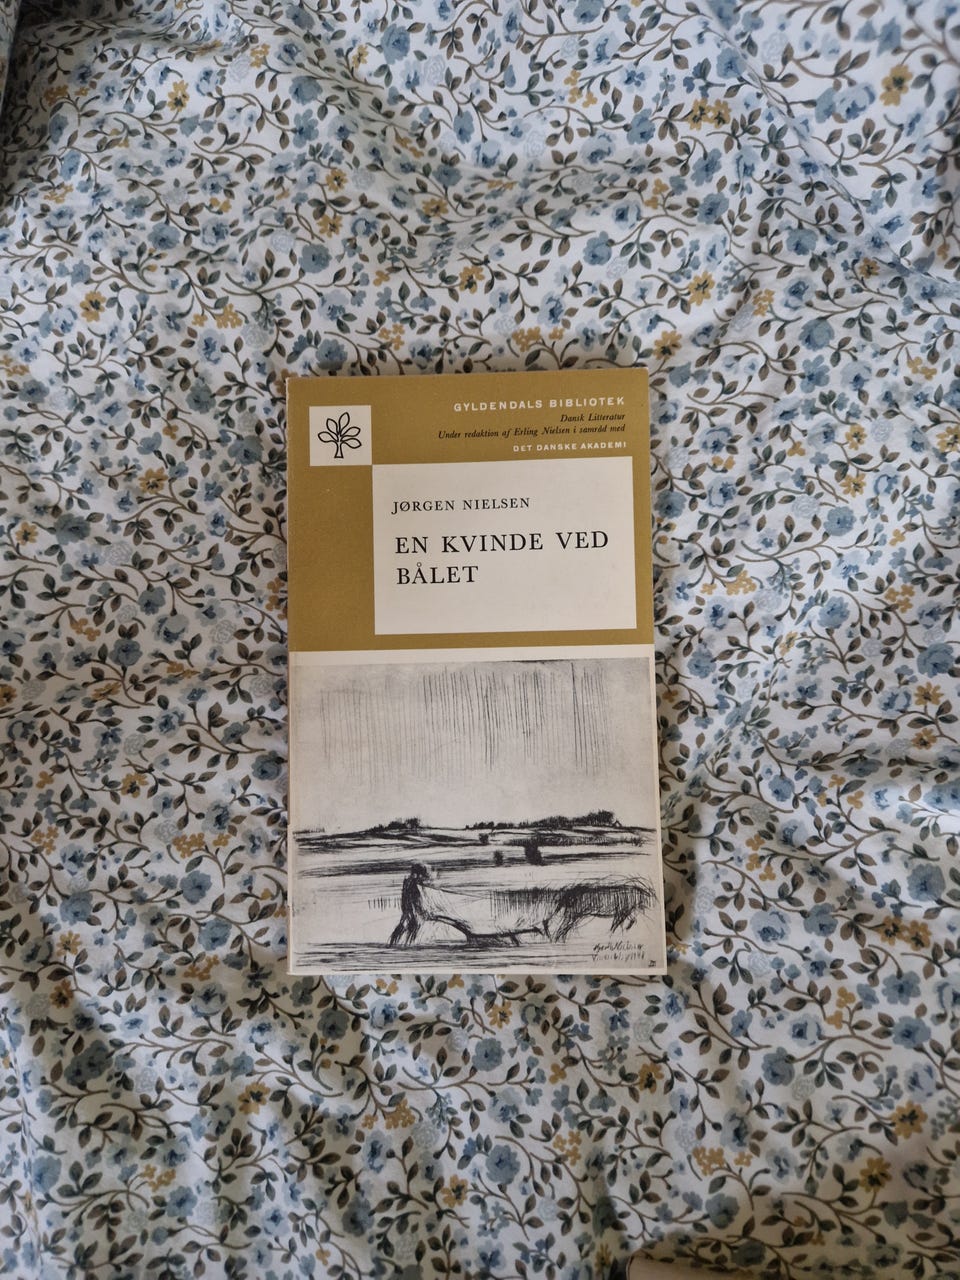 GYLDENDALS BIBLIOTEK
Dansk Litteratur
Under redaktion af Erling Nielsen i samråd med
DET DANSKE AKADEMI
JØRGEN NIELSEN
EN KVINDE VED
BÅLET